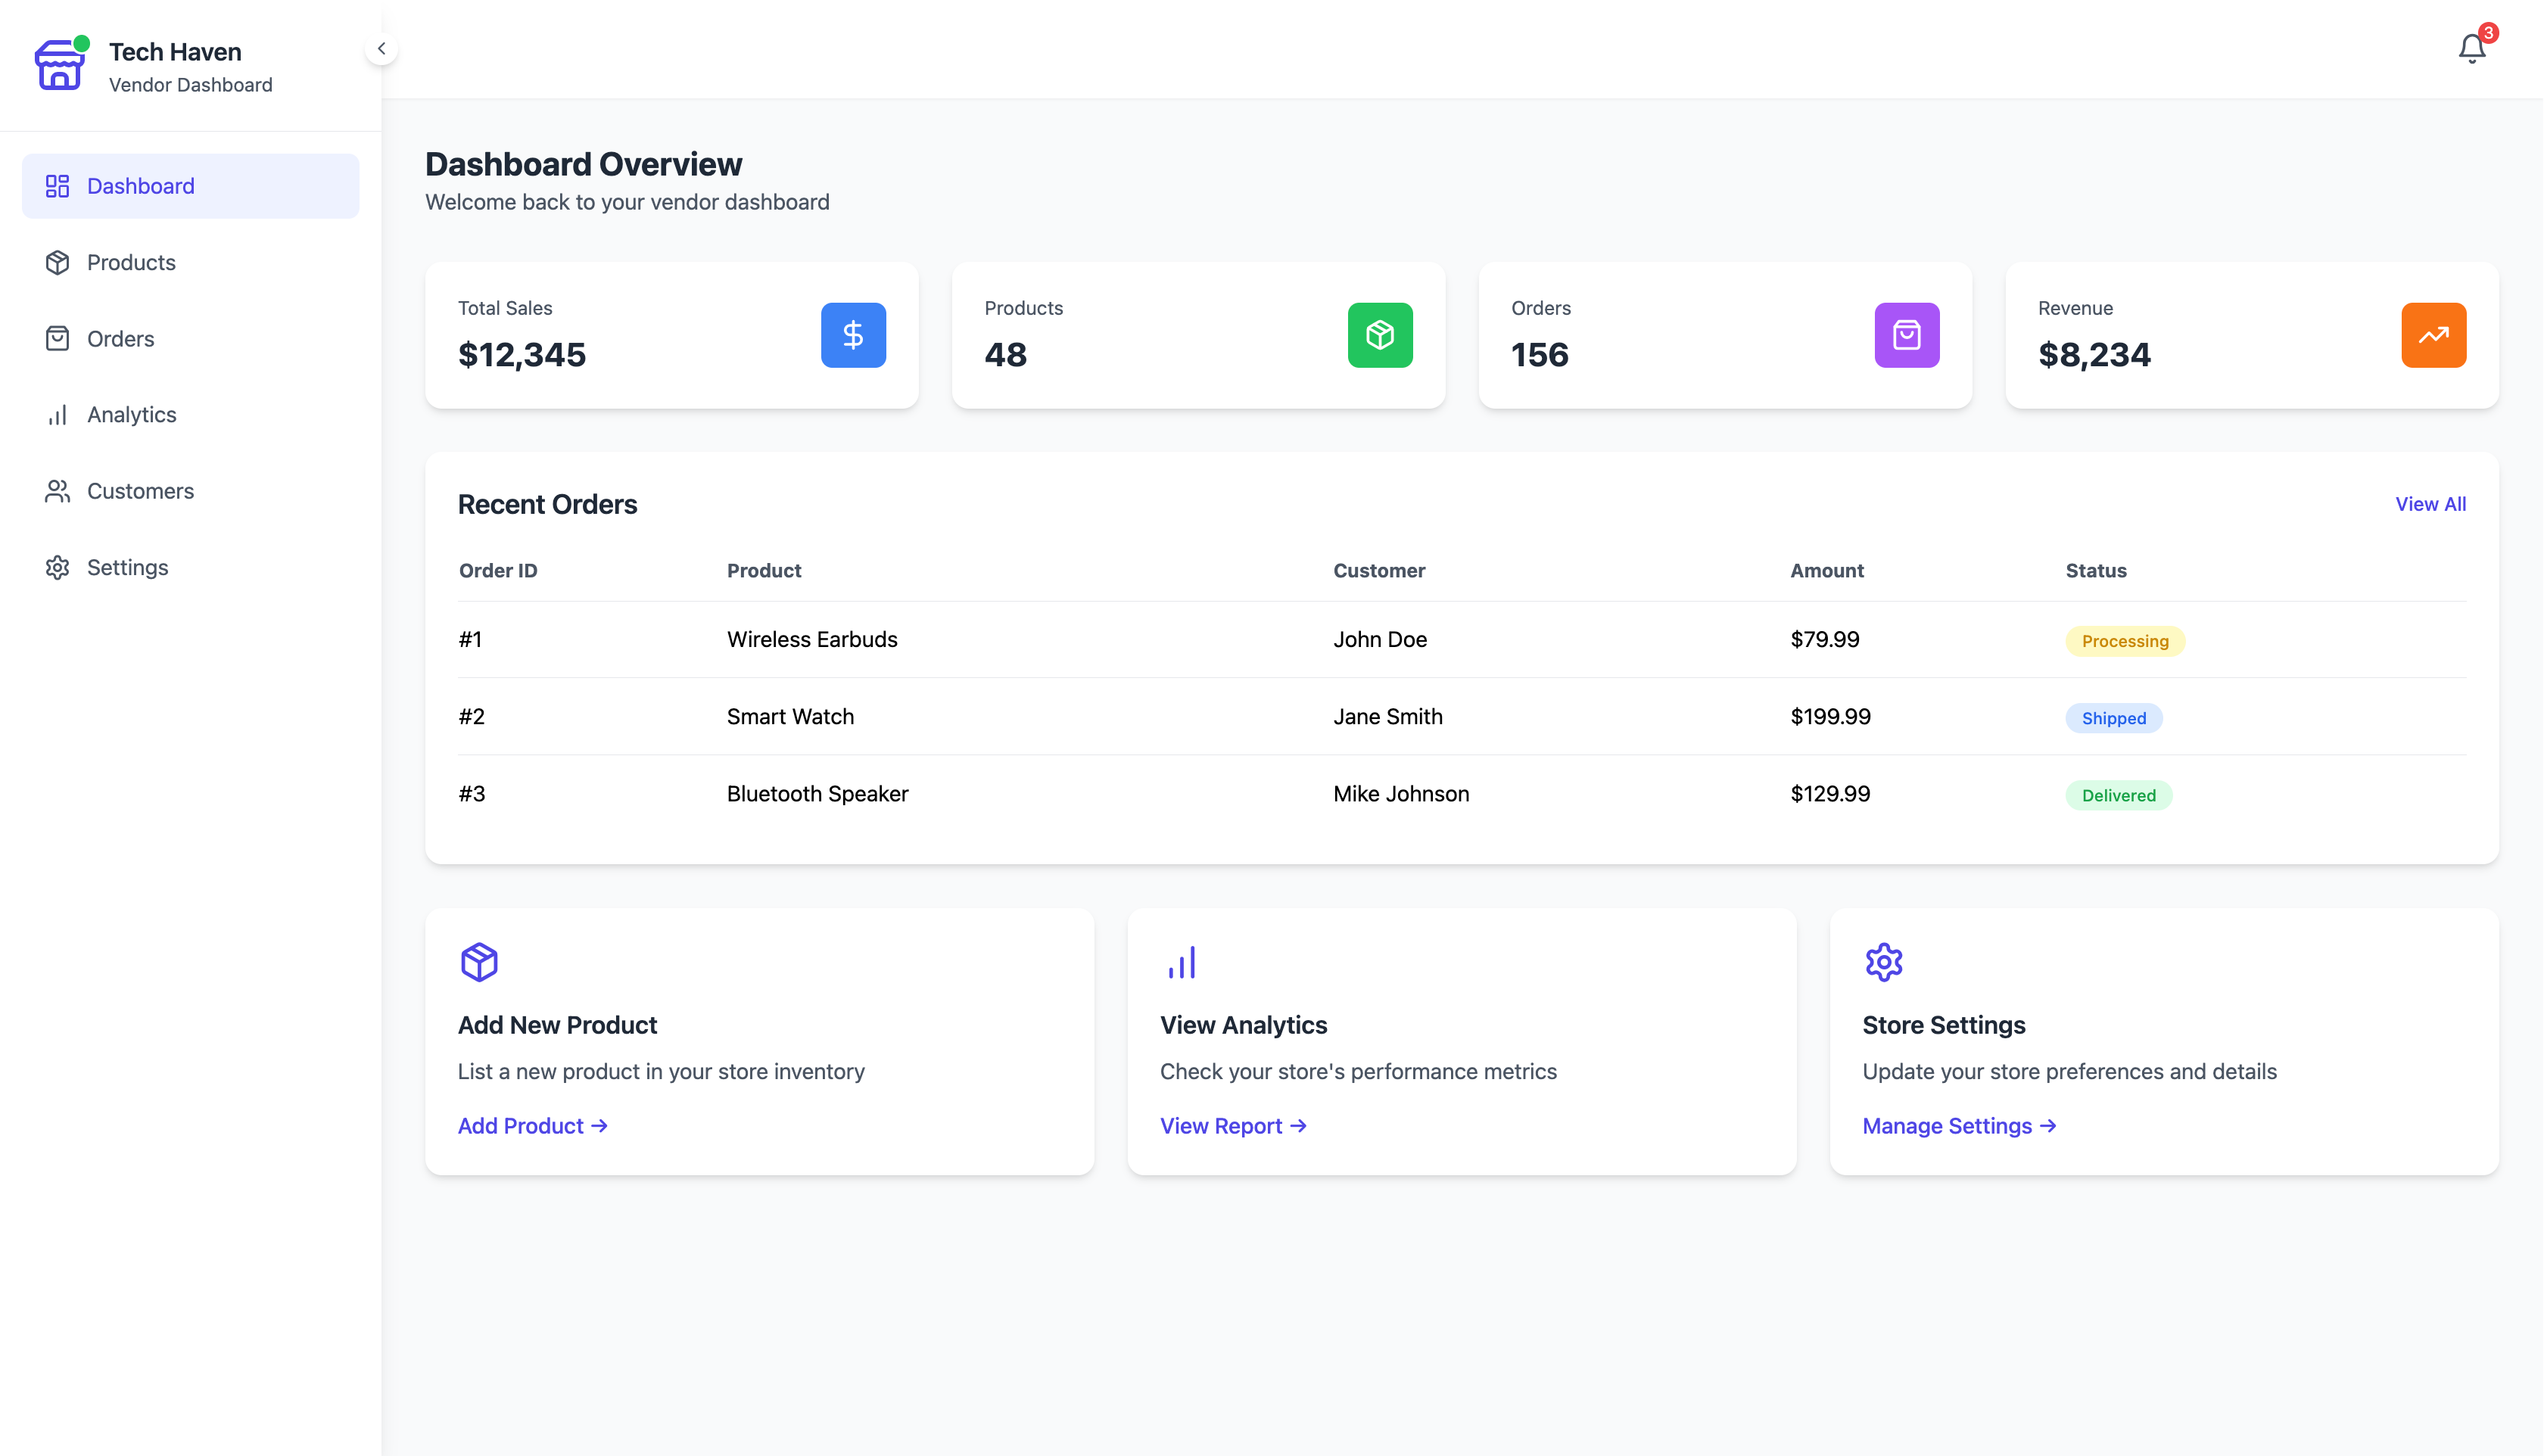 Tech Haven
Vendor Dashboard
3
Dashboard
Products
Orders
Analytics
Customers
Settings
Dashboard Overview
Welcome back to your vendor dashboard
Total Sales
$12,345
Products
48
Orders
156
Revenue
$8,234
Recent Orders
View All
Order ID Product Customer Amount Status
#1 Wireless Earbuds John Doe $79.99 Processing
#2 Smart Watch Jane Smith $199.99 Shipped
#3 Bluetooth Speaker Mike Johnson $129.99 Delivered
Add New Product
List a new product in your store inventory
Add Product →
View Analytics
Check your store's performance metrics
View Report →
Store Settings
Update your store preferences and details
Manage Settings →